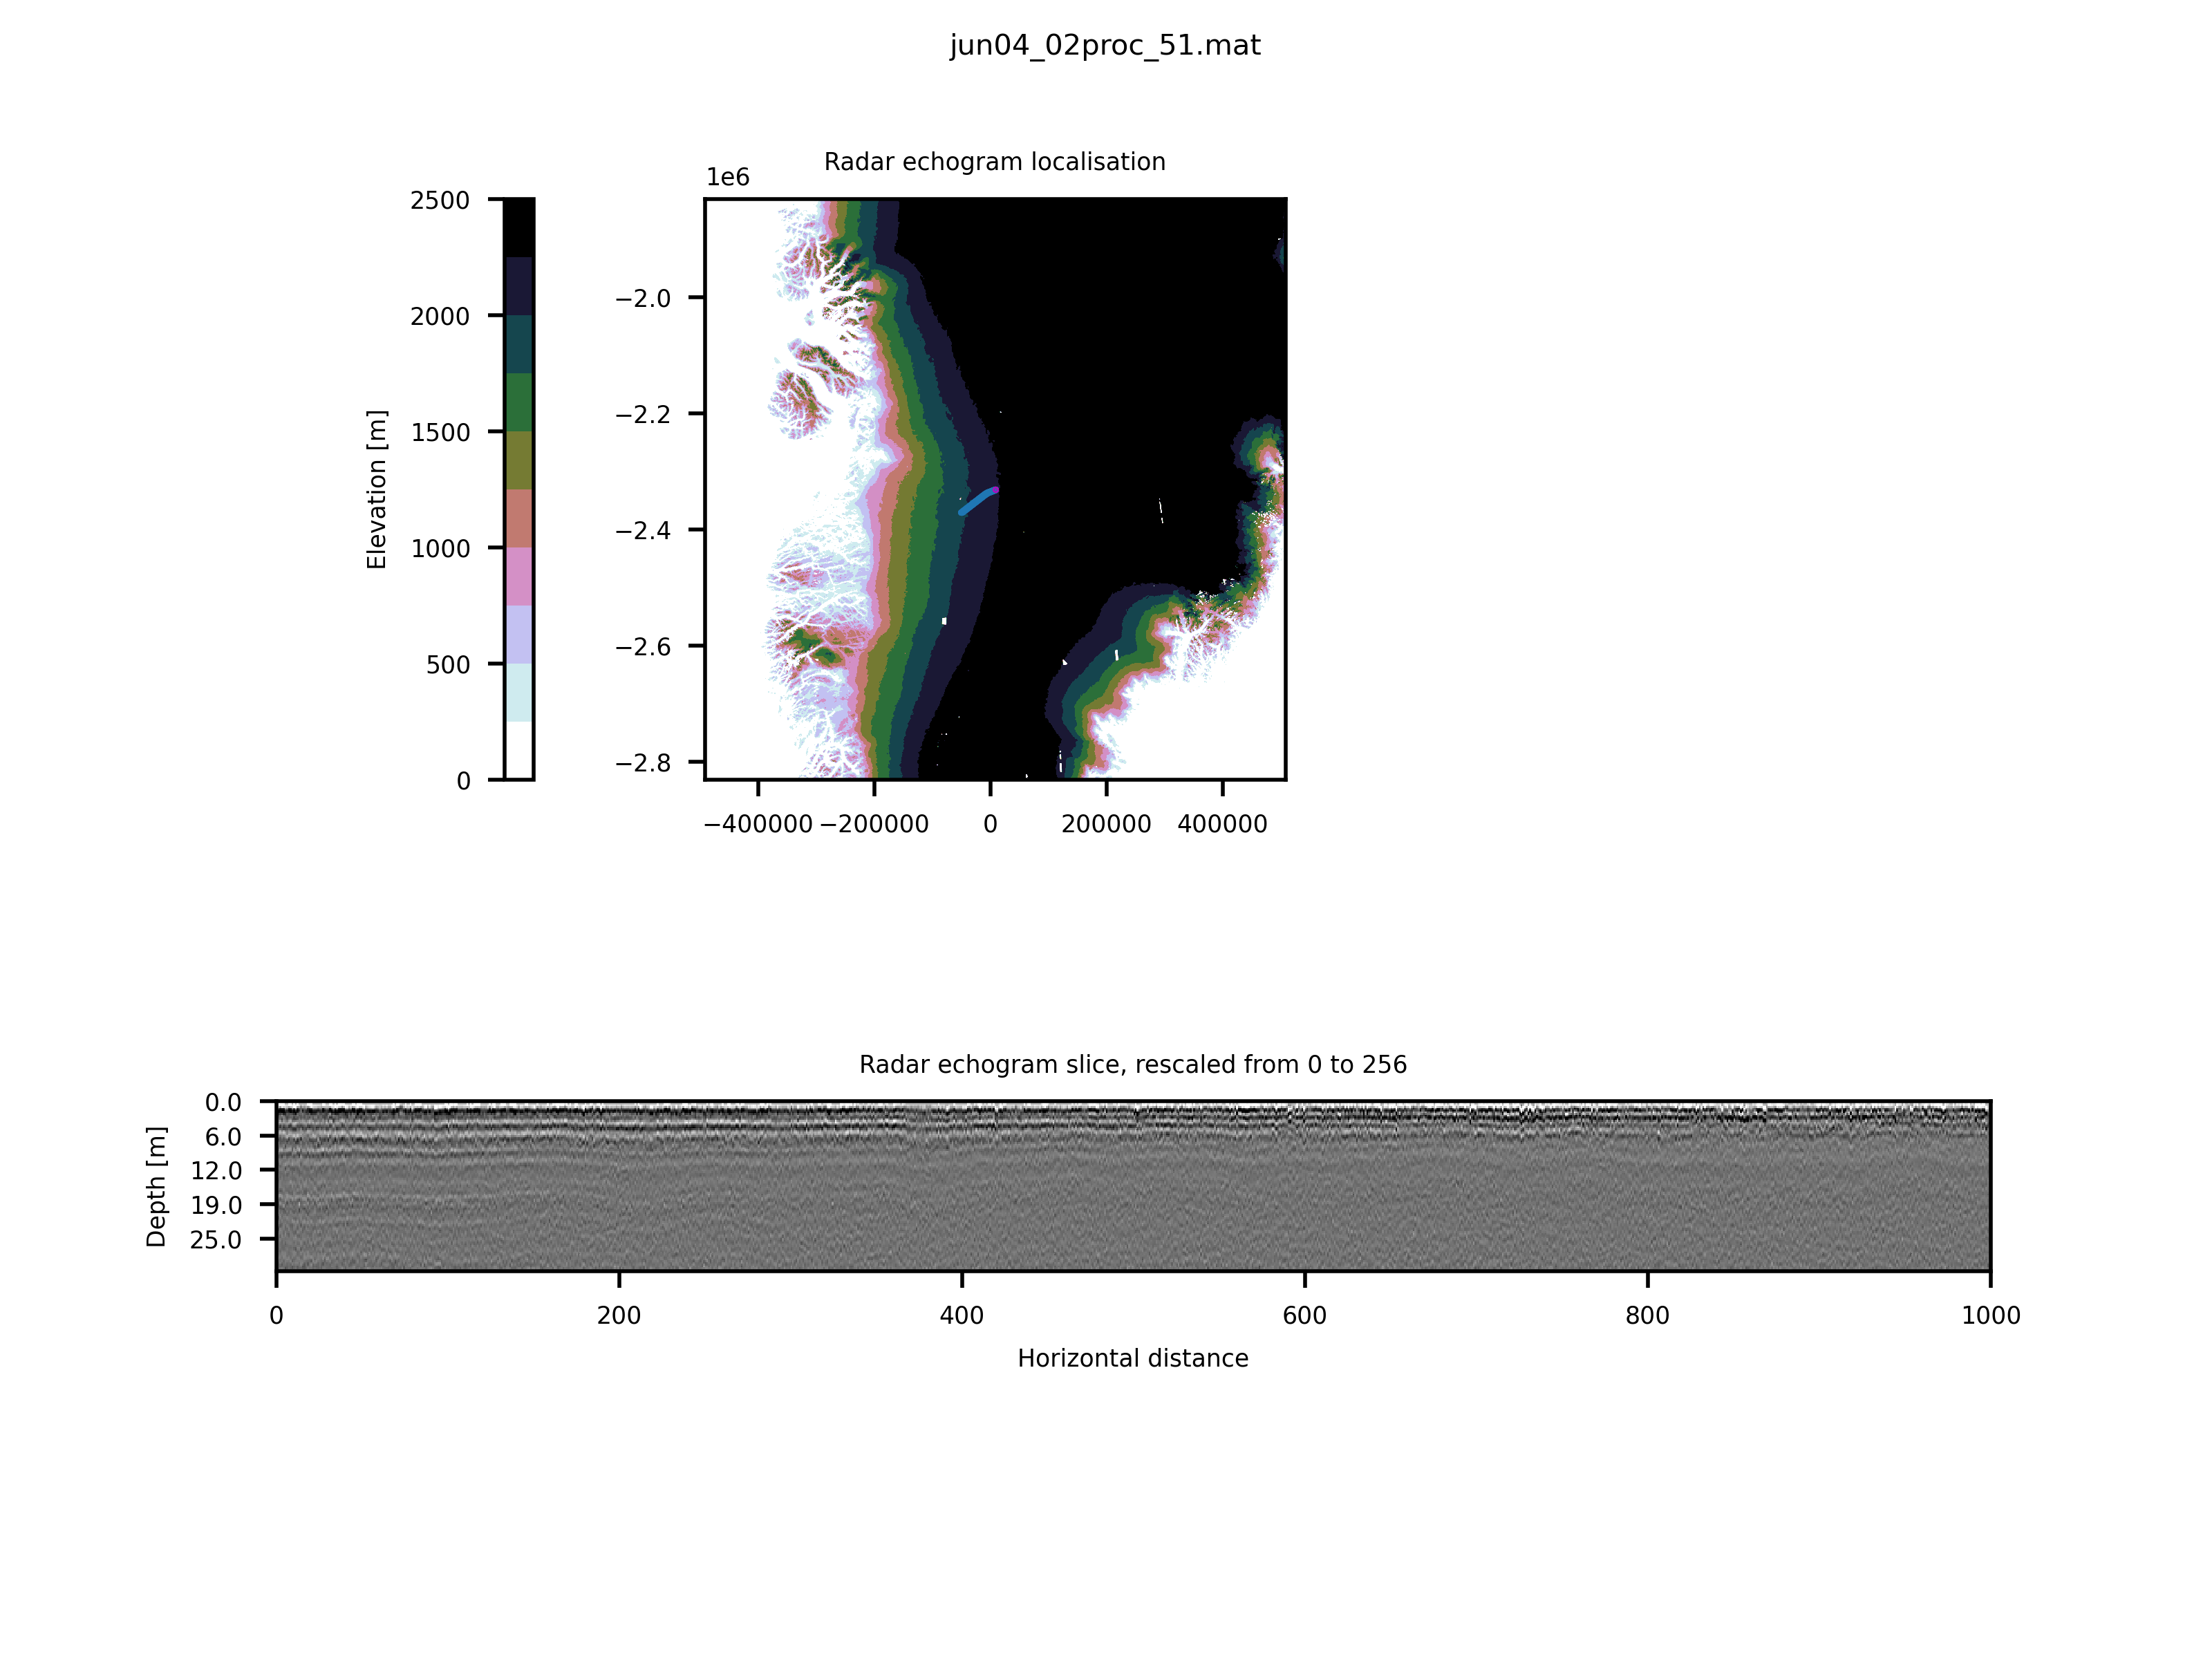 jun04_02proc_51.mat
Radar echogram localisation
1e6
2500
2000
1500
1000
500
0
Elevation [m]
−2.0
−2.2
−2.4
−2.6
−2.8
−400000 −200000 0 200000 400000
Radar echogram slice, rescaled from 0 to 256
0.0
6.0
12.0
19.0
25.0
Depth [m]
0 200 400 600 800 1000
Horizontal distance